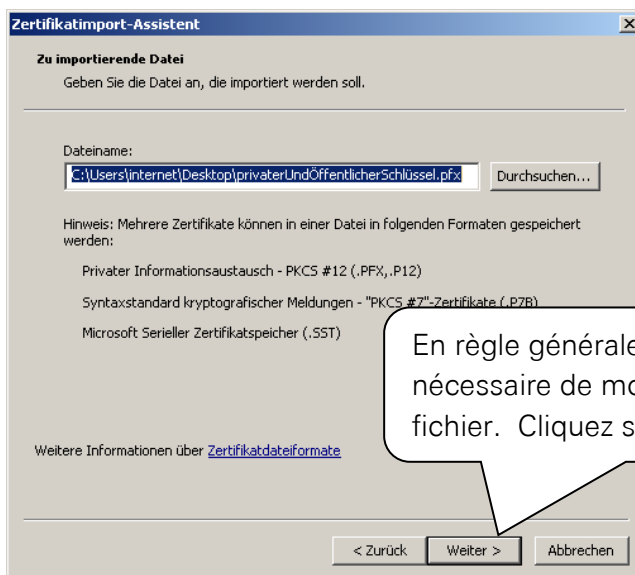 Zertifikatimport-Assistent
Zu importierende Datei
Geben Sie die Datei an, die importiert werden soll.
Dateiname:
C:\Users\internet\Desktop\privaterUndÖffentlicherSchlüssel.pfx
Durchsuchen...
Hinweis: Mehrere Zertifikate können in einer Datei in folgenden Formaten gespeichert
werden:
Privater Informationsaustausch - PKCS #12 (.PFX,.P12)
Syntaxstandard kryptografischer Meldungen - "PKCS #7"-Zertifikate (.P7B)
Microsoft Serieller Zertifikatspeicher (.SST)
En règle générale
nécessaire de mo
fichier. Cliquez s
Weitere Informationen über Zertifikatdateiformate
< Zurück
Weiter >
Abbrechen